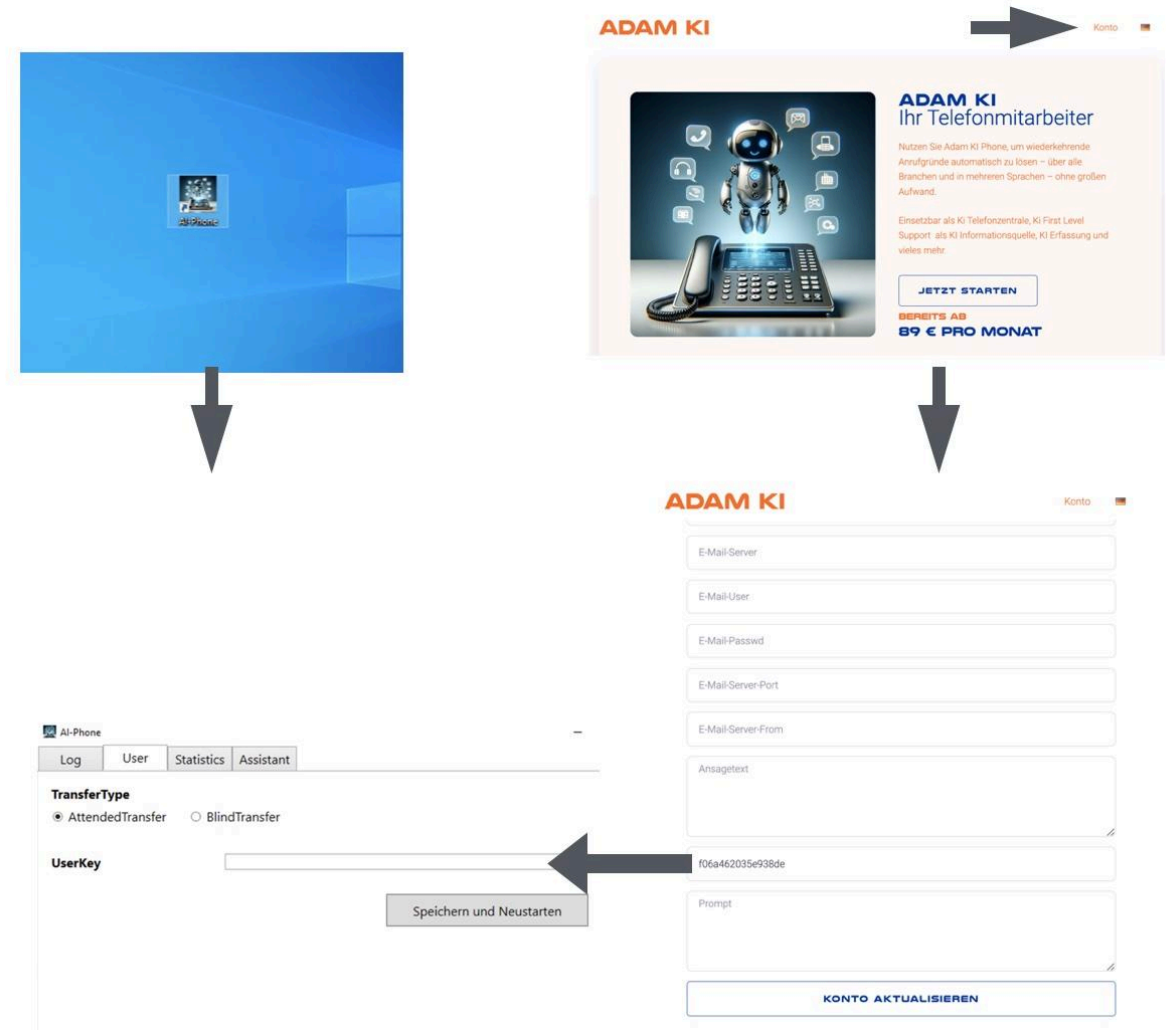 AI-Phone
ADAM KI
Konto
ADAM KI
Ihr Telefonmitarbeiter
Nutzen Sie Adam KI Phone, um wiederkehrende
Anrufgründe automatisch zu lösen – über alle
Branchen und in mehreren Sprachen – ohne großen
Aufwand.
Einsetzbar als Ki Telefonzentrale, Ki First Level
Support als KI Informationsquelle, KI Erfassung und
vieles mehr.
JETZT STARTEN
BEREITS AB
89 € PRO MONAT
AI-Phone
Log
User
Statistics
Assistant
TransferType
AttendedTransfer
BlindTransfer
UserKey
Speichern und Neustarten
ADAM KI
Konto
E-Mail-Server
E-Mail-User
E-Mail-Passwd
E-Mail-Server-Port
E-Mail-Server-From
Ansagetext
f06a462035e938de
Prompt
KONTO AKTUALISIEREN